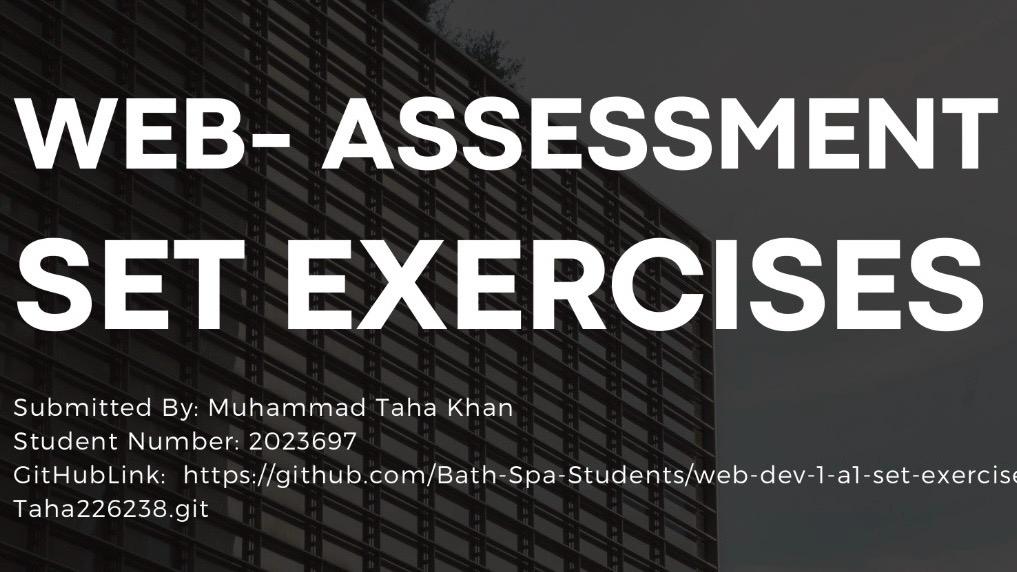 WEB- ASSESSMENT
SET EXERCISES
Submitted By: Muhammad Taha Khan
Student Number: 2023697
GitHubLink: https://github.com/Bath-Spa-Students/web-dev-1-a1-set-exercise
Taha226238.git